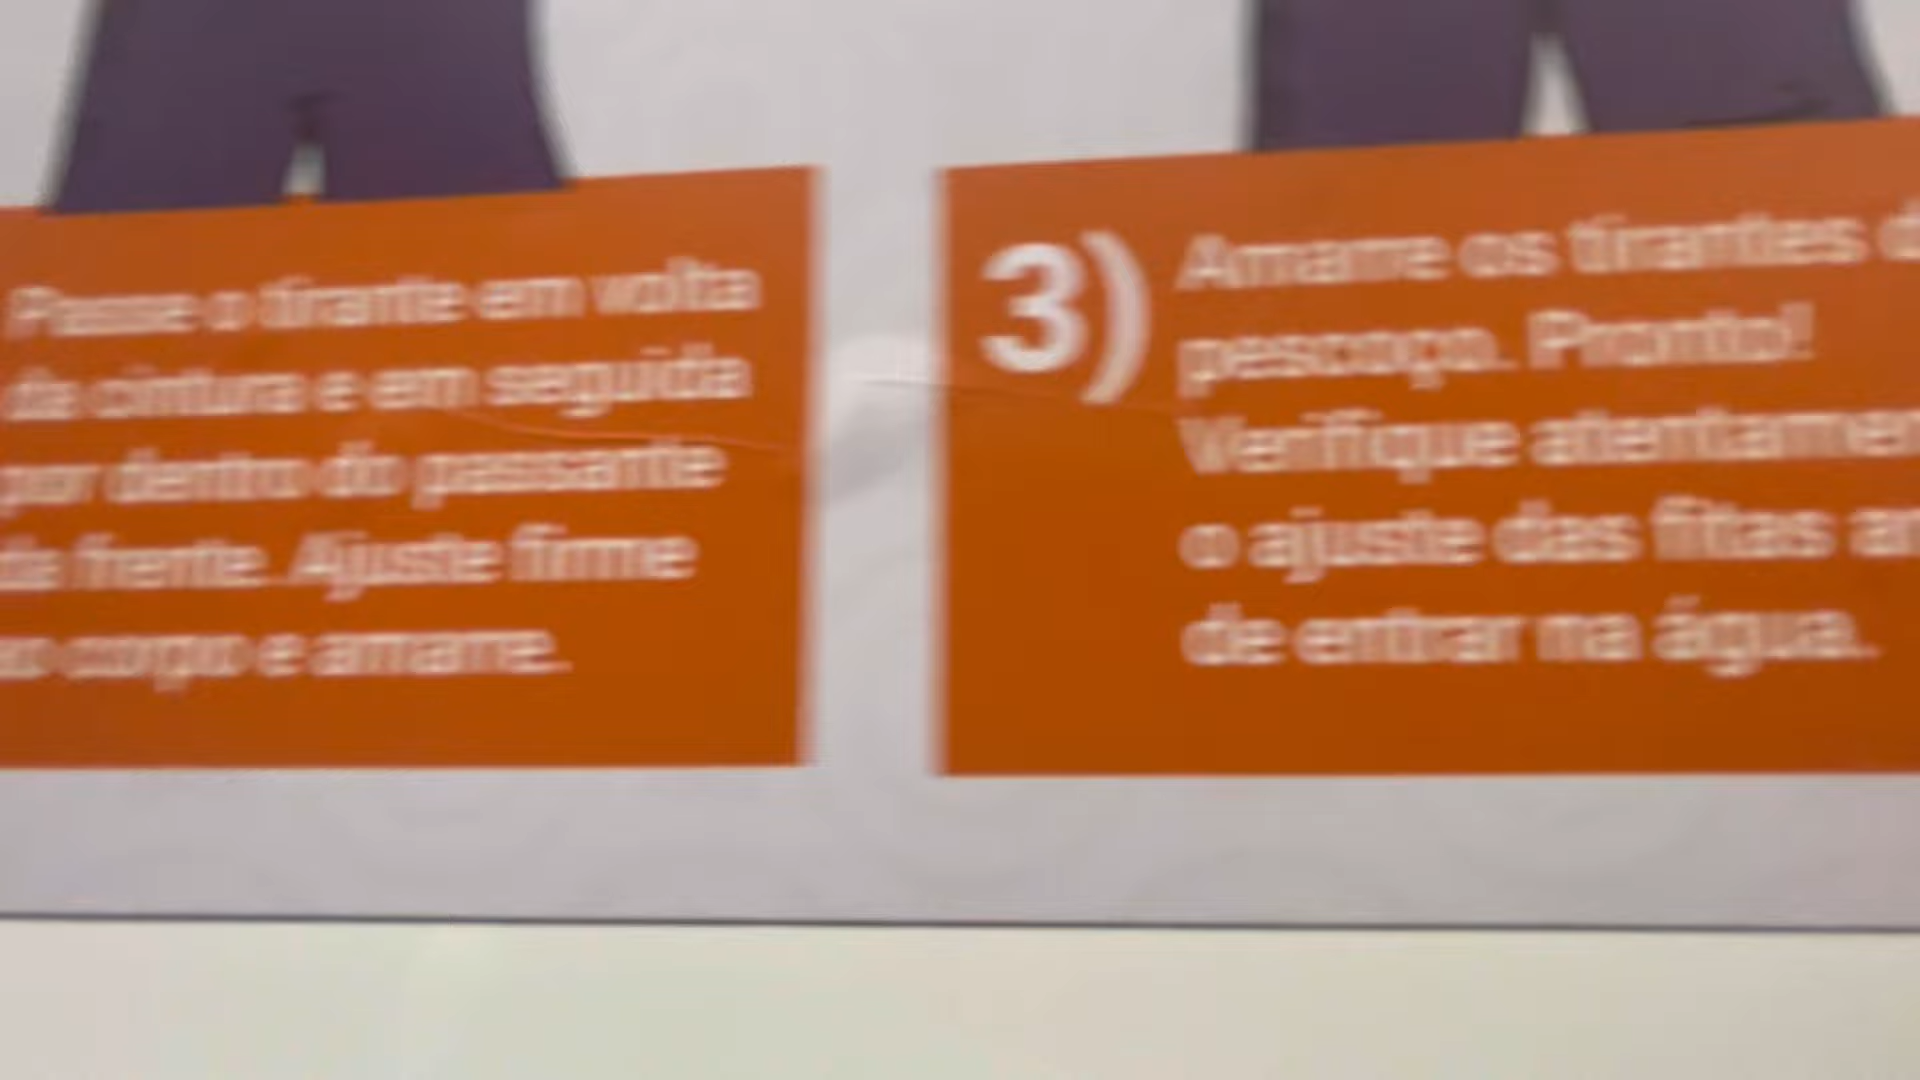 Passe o tirante em volta
da cintura e em seguida
por dentro do passante
da frente. Ajuste firme
ao corpo e amarre.
3) Amarre os tirantes d
pescoço. Pronto!
Verifique atentamen
o ajuste das fitas an
de entrar na água.